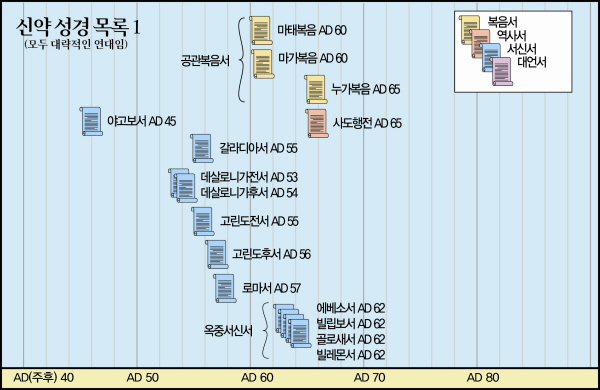 신약 성경 목록 1
(모두 대략적인 연대임)
복음서
역사서
서신서
대언서
마태복음 AD 60
공관복음서
마가복음 AD 60
누가복음 AD 65
야고보서 AD 45
사도행전 AD 65
갈라디아서 AD 55
데살로니가전서 AD 53
데살로니가후서 AD 54
고린도전서 AD 55
고린도후서 AD 56
로마서 AD 57
옥중서신서
에베소서 AD 62
빌립보서 AD 62
골로새서 AD 62
빌레몬서 AD 62
AD(주후) 40 AD 50 AD 60 AD 70 AD 80